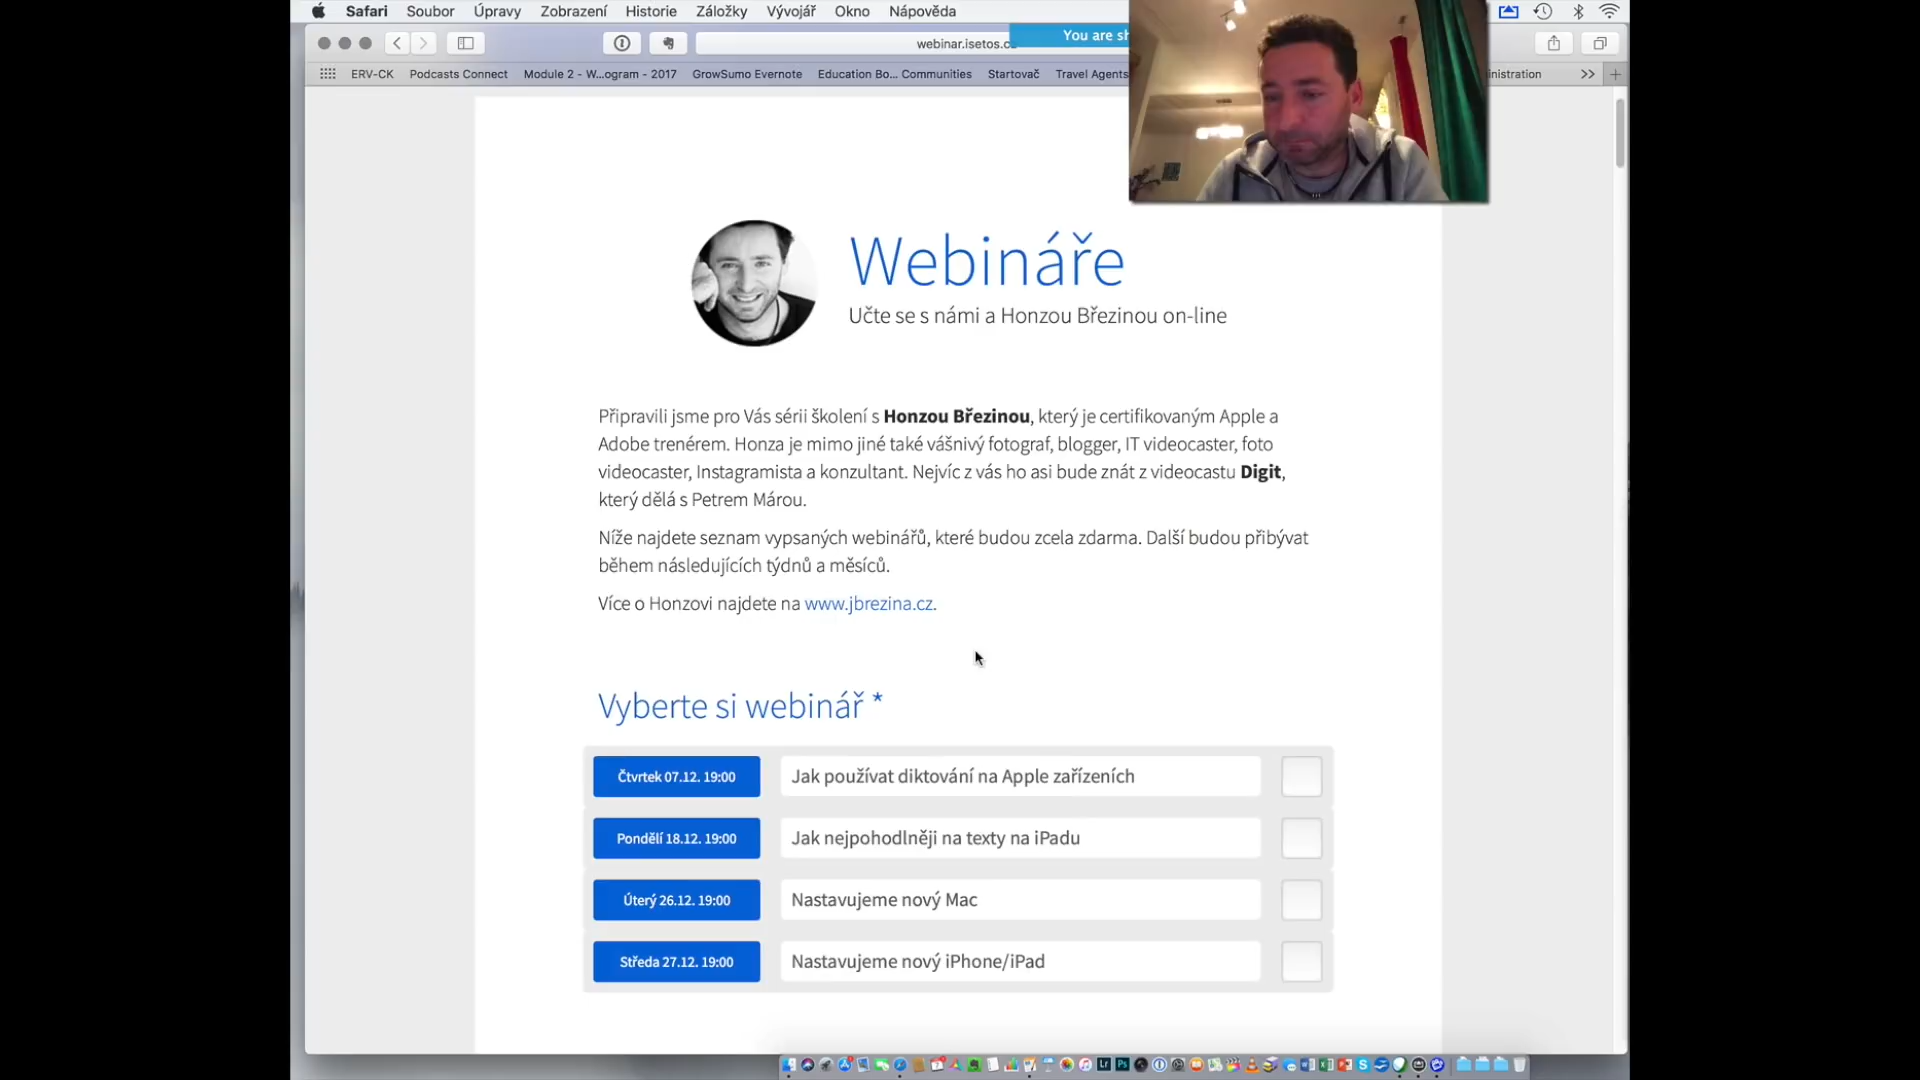 Safari Soubor Úpravy Zobrazení Historie Záložky Vývojář Okno Nápověda
You are sh
webinar.isetos.c
ERV-CK Podcasts Connect Module 2 - W...ogram - 2017 GrowSumo Evernote Education Bo... Communities Startovač Travel Agents inistration
Webináře
Učte se s námi a Honzou Březinou on-line
Připravili jsme pro Vás sérii školení s Honzou Březinou, který je certifikovaným Apple a
Adobe trenérem. Honza je mimo jiné také vášnivý fotograf, blogger, IT videocaster, foto
videocaster, Instagramista a konzultant. Nejvíc z vás ho asi bude znát z videocastu Digit,
který dělá s Petrem Márou.
Níže najdete seznam vypsaných webinářů, které budou zcela zdarma. Další budou přibývat
během následujících týdnů a měsíců.
Více o Honzovi najdete na www.jbrezina.cz.
Vyberte si webinář *
Čtvrtek 07.12. 19:00 Jak používat diktování na Apple zařízeních
Pondělí 18.12. 19:00 Jak nejpohodlněji na texty na iPadu
Úterý 26.12. 19:00 Nastavujeme nový Mac
Středa 27.12. 19:00 Nastavujeme nový iPhone/iPad